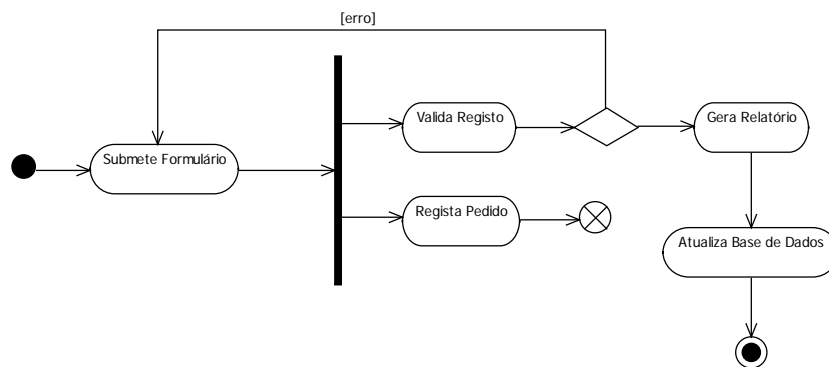 [erro]
Submete Formulário
Valida Registo
Gera Relatório
Regista Pedido
Atualiza Base de Dados